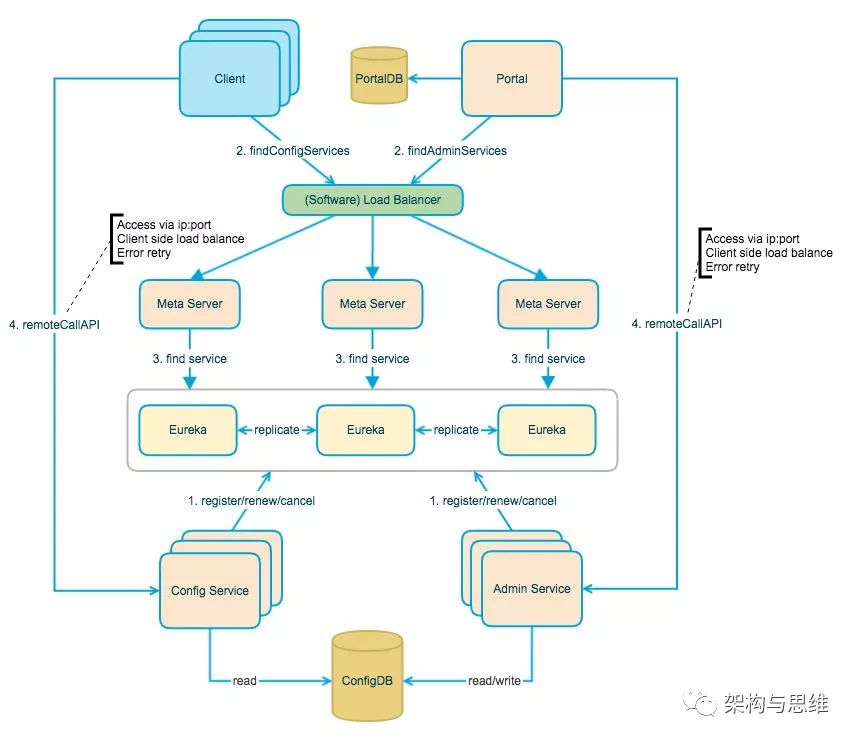 Client
PortalDB
Portal
2. findConfigServices
2. findAdminServices
(Software) Load Balancer
Access via ip:port
Client side load balance
Error retry
Access via ip:port
Client side load balance
Error retry
Meta Server
Meta Server
Meta Server
4. remoteCallAPI
4. remoteCallAPI
3. find service
3. find service
3. find service
Eureka
replicate
Eureka
replicate
Eureka
1. register/renew/cancel
1. register/renew/cancel
Config Service
Admin Service
read
ConfigDB
read/write
架构与思维